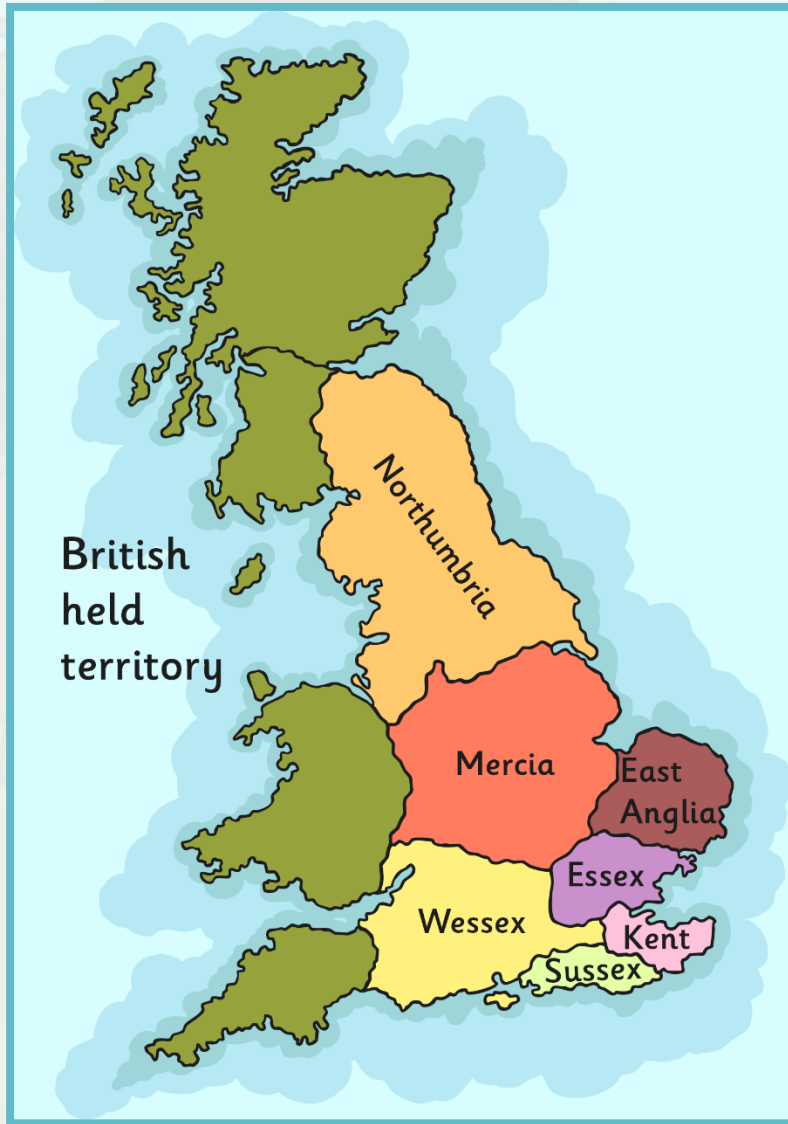 Northumbria
British
held
territory
Mercia
East
Anglia
Essex
Wessex
Kent
Sussex